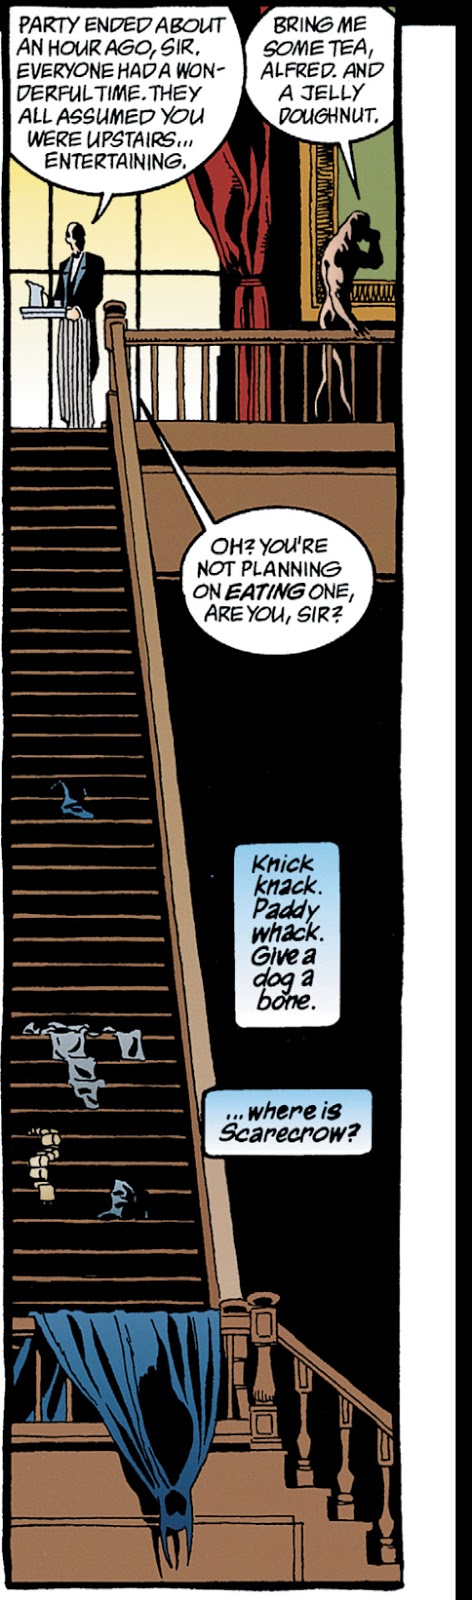 PARTY ENDED ABOUT
AN HOUR AGO, SIR.
EVERYONE HAD A WON-
DERFUL TIME. THEY
ALL ASSUMED YOU
WERE UPSTAIRS...
ENTERTAINING.
BRING ME
SOME TEA,
ALFRED. AND
A JELLY
DOUGHNUT.
OH? YOU'RE
NOT PLANNING
ON EATING ONE,
ARE YOU, SIR?
Knick
knack.
Paddy
whack.
Give a
dog a
bone.
...where is
Scarecrow?